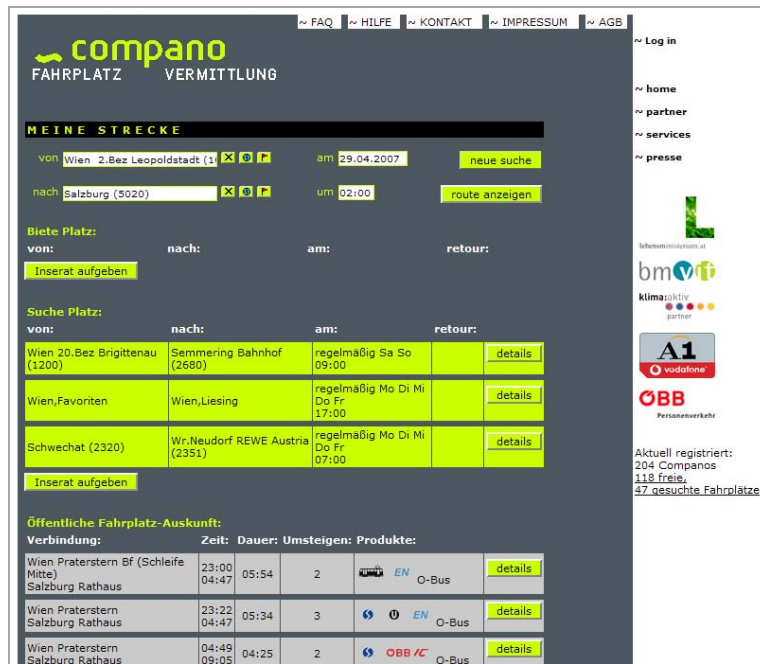 ~ FAQ ~ HILFE ~ KONTAKT ~ IMPRESSUM ~ AGB
~ Log in
compano
FAHRPLATZ VERMITTLUNG
~ home
~ partner
~ services
~ presse
MEINE STRECKE
von Wien 2.Bez Leopoldstadt (1 am 29.04.2007 neue suche
nach Salzburg (5020) um 02:00 route anzeigen
Biete Platz:
von: nach: am: retour:
Inserat aufgeben
Suche Platz:
von: nach: am: retour:
Wien 20.Bez Brigittenau (1200) Semmering Bahnhof (2680) regelmäßig Sa So 09:00 details
Wien,Favoriten Wien,Liesing regelmäßig Mo Di Mi Do Fr 17:00 details
Schwechat (2320) Wr.Neudorf REWE Austria (2351) regelmäßig Mo Di Mi Do Fr 07:00 details
Inserat aufgeben
Öffentliche Fahrplatz-Auskunft:
Verbindung: Zeit: Dauer: Umsteigen: Produkte:
Wien Praterstern Bf (Schleife Mitte) Salzburg Rathaus 23:00 04:47 05:54 2 EN O-Bus details
Wien Praterstern Salzburg Rathaus 23:22 04:47 05:34 3 S U EN O-Bus details
Wien Praterstern Salzburg Rathaus 04:49 09:05 04:25 2 S ÖBB IC O-Bus details
lebensministerium.at
bmvit
klima:aktiv
partner
A1
vodafone
ÖBB
Personenverkehr
Aktuell registriert:
204 Companos
118 freie,
47 gesuchte Fahrplätze